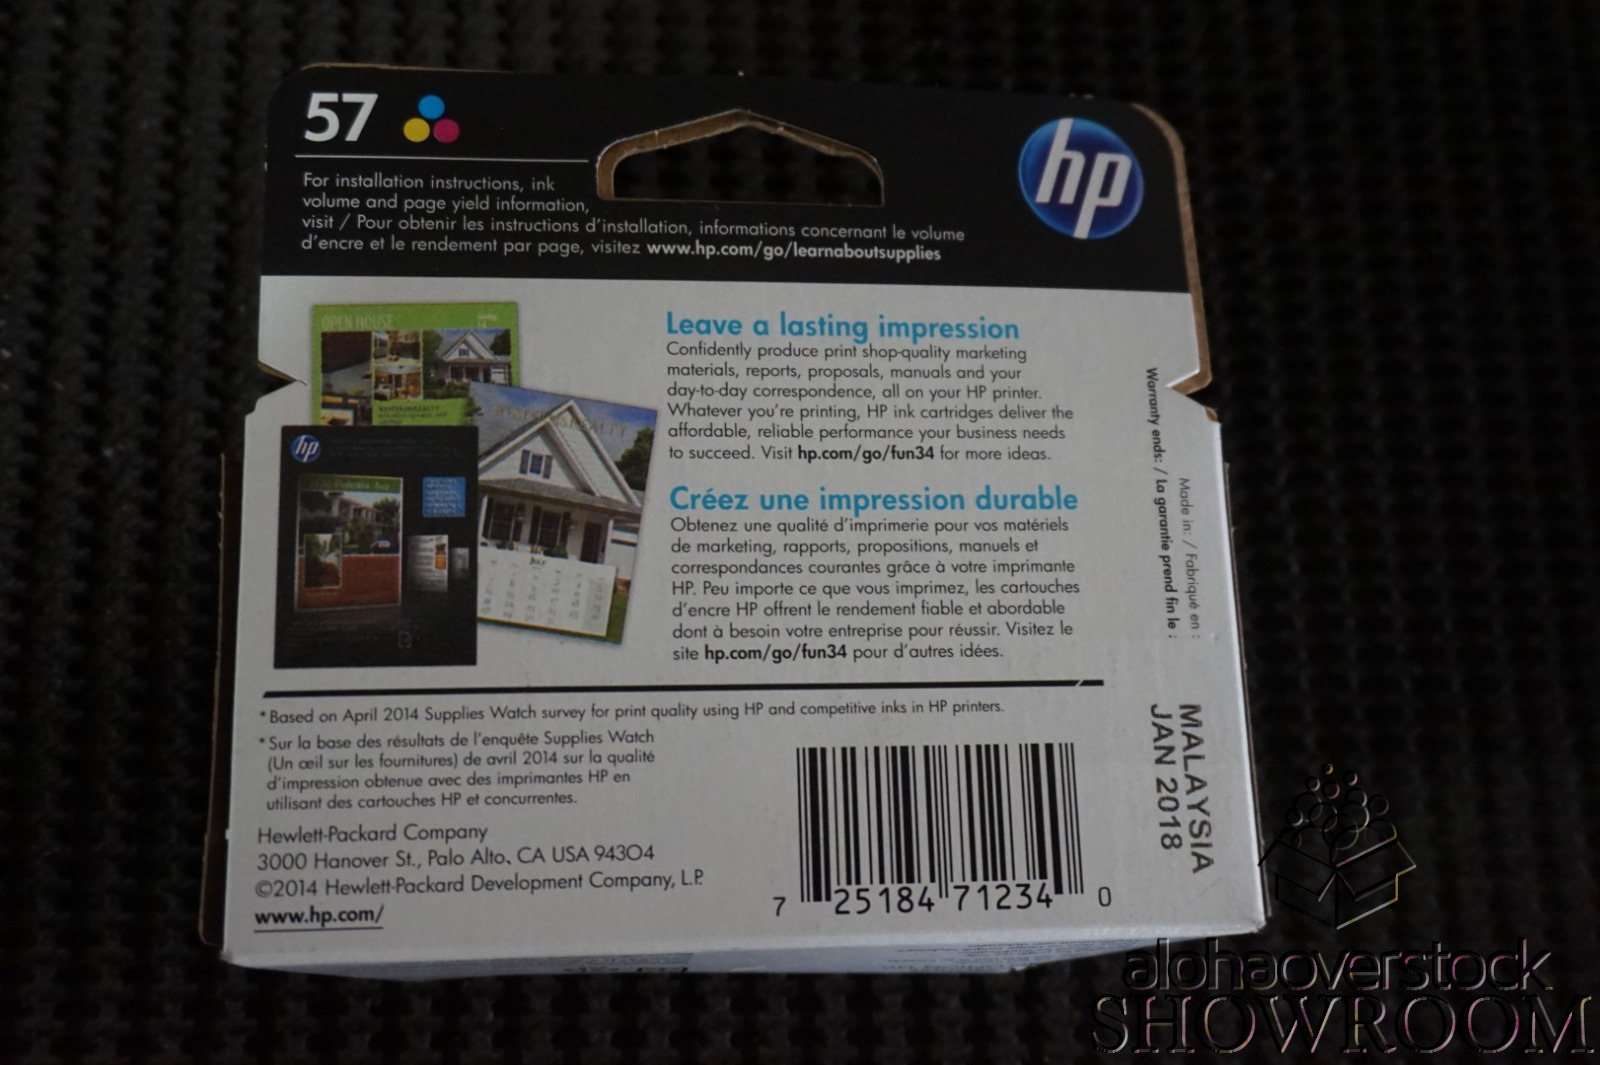 57
hp
For installation instructions, ink
volume and page yield information,
visit / Pour obtenir les instructions d'installation, informations concernant le volume
d'encre et le rendement par page, visitez www.hp.com/go/learnaboutsupplies
OPEN HOUSE
hp
Leave a lasting impression
Confidently produce print shop-quality marketing
materials, reports, proposals, manuals and your
day-to-day correspondence, all on your HP printer.
Whatever you're printing, HP ink cartridges deliver the
affordable, reliable performance your business needs
to succeed. Visit hp.com/go/fun34 for more ideas.
Créez une impression durable
Obtenez une qualité d'imprimerie pour vos matériels
de marketing, rapports, propositions, manuels et
correspondances courantes grâce à votre imprimante
HP. Peu importe ce que vous imprimez, les cartouches
d'encre HP offrent le rendement fiable et abordable
dont à besoin votre entreprise pour réussir. Visitez le
site hp.com/go/fun34 pour d'autres idées.
Made in: / Fabriqué en :
Warranty ends: / La garantie prend fin le :
MALAYSIA
JAN 2018
*Based on April 2014 Supplies Watch survey for print quality using HP and competitive inks in HP printers.
*Sur la base des résultats de l'enquête Supplies Watch
(Un œil sur les fournitures) de avril 2014 sur la qualité
d'impression obtenue avec des imprimantes HP en
utilisant des cartouches HP et concurrentes.
Hewlett-Packard Company
3000 Hanover St., Palo Alto, CA USA 94304
©2014 Hewlett-Packard Development Company, L.P.
www.hp.com/
7 25184 71234 0
alohaoverstock
SHOWROOM